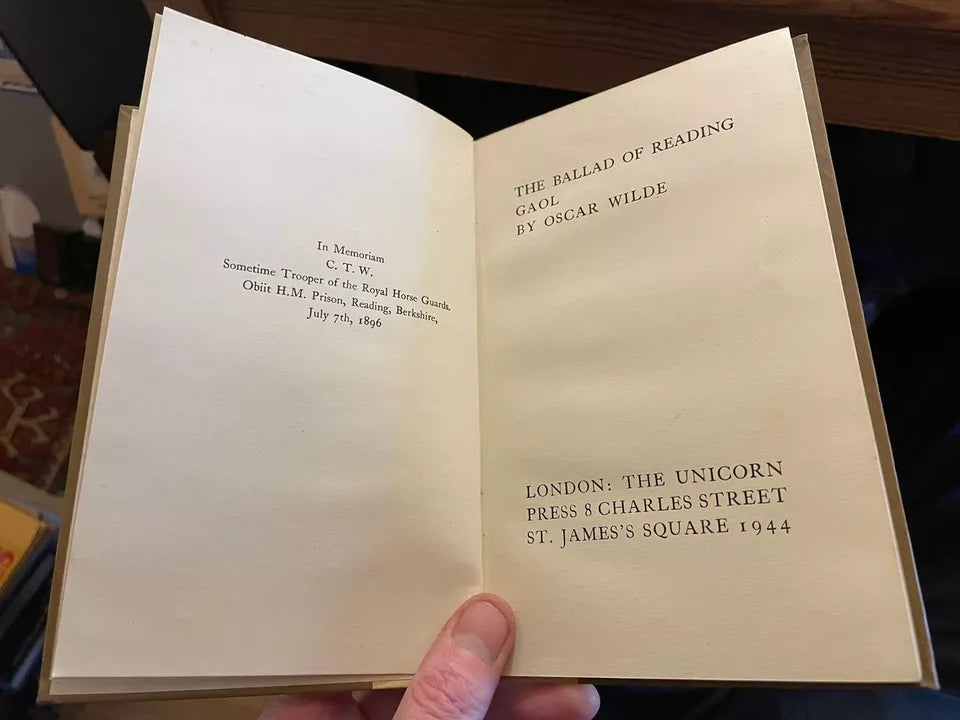 In Memoriam
C. T. W.
Sometime Trooper of the Royal Horse Guards.
Obiit H.M. Prison, Reading, Berkshire,
July 7th, 1896
THE BALLAD OF READING
GAOL
BY OSCAR WILDE
LONDON: THE UNICORN
PRESS 8 CHARLES STREET
ST. JAMES'S SQUARE 1944